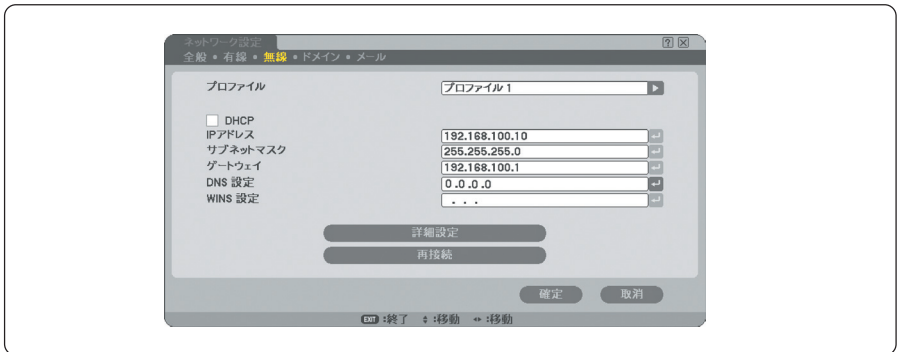 ネットワーク設定
? ×
全般 • 有線 • 無線 • ドメイン • メール
プロファイル プロファイル 1
DHCP
IPアドレス 192.168.100.10
サブネットマスク 255.255.255.0
ゲートウェイ 192.168.100.1
DNS 設定 0 .0 .0 .0
WINS 設定 . . .
詳細設定
再接続
確定 取消
EXIT :終了 :移動 :移動